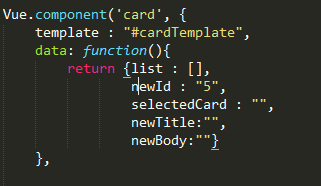 Vue.component('card', {
template : "#cardTemplate",
data: function(){
return {list : [],
newId : "5",
selectedCard : "",
newTitle:"",
newBody:""}
},